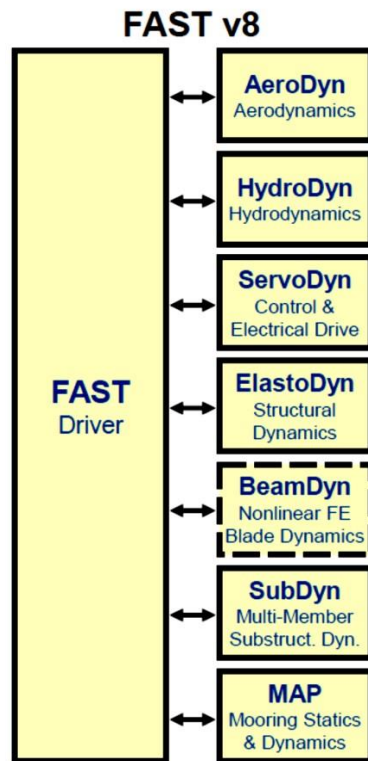 FAST v8
FAST
Driver
AeroDyn
Aerodynamics
HydroDyn
Hydrodynamics
ServoDyn
Control &
Electrical Drive
ElastoDyn
Structural
Dynamics
BeamDyn
Nonlinear FE
Blade Dynamics
SubDyn
Multi-Member
Substruct. Dyn.
MAP
Mooring Statics
& Dynamics